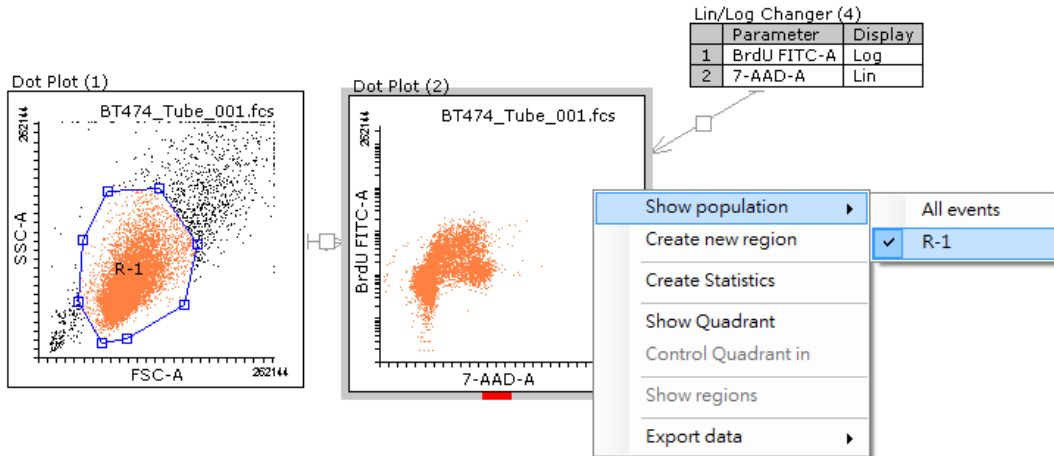 Lin/Log Changer (4)
Parameter Display
1 BrdU FITC-A Log
2 7-AAD-A Lin
Dot Plot (1)
BT474_Tube_001.fcs
262144
SSC-A
R-1
FSC-A
262144
Dot Plot (2)
BT474_Tube_001.fcs
262144
BrdU FITC-A
7-AAD-A
Show population
Create new region
Create Statistics
Show Quadrant
Control Quadrant in
Show regions
Export data
All events
R-1